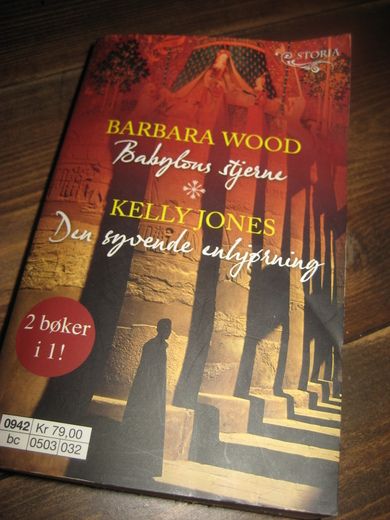 STORIA
BARBARA WOOD
Babylons stjerne
KELLY JONES
Den syvende enhjørning
2 bøker
i 1!
0942 Kr 79,00
bc 0503 032